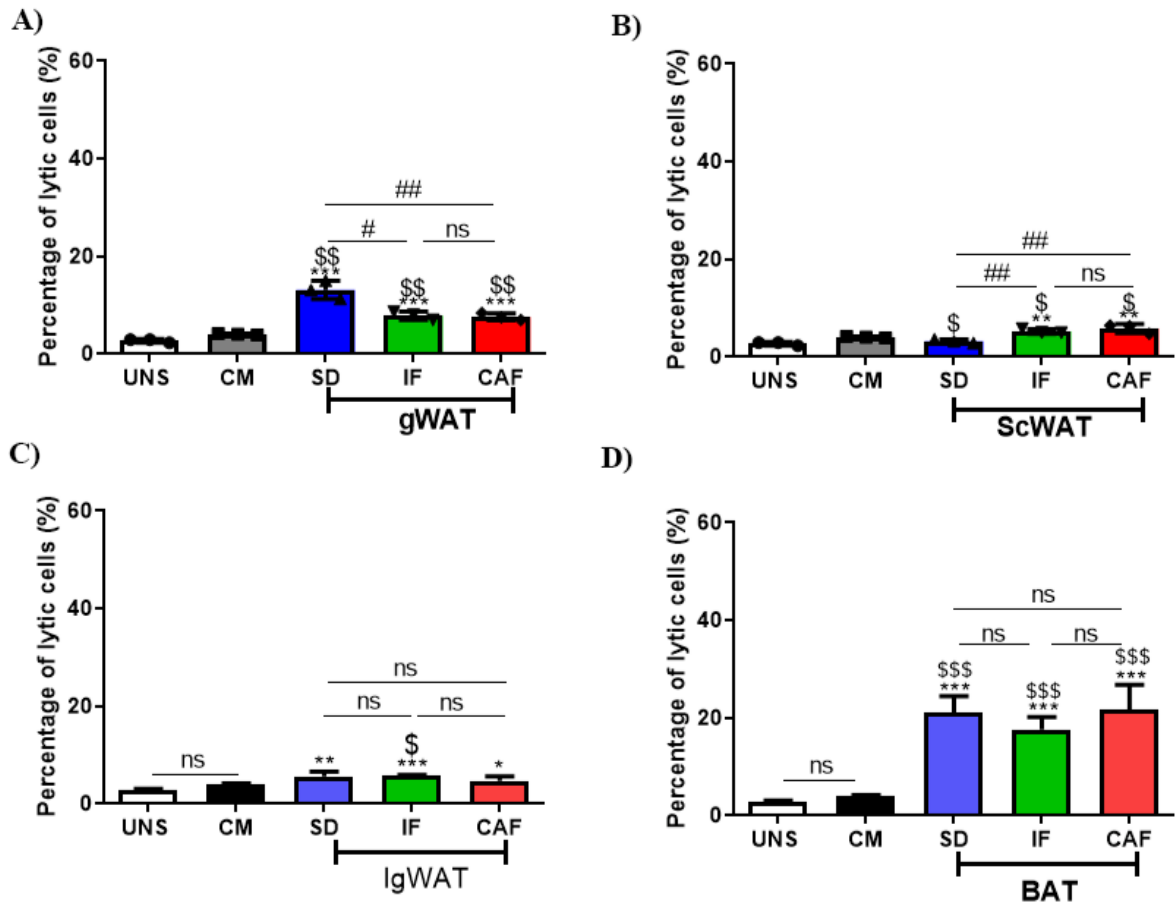 A)
Percentage of lytic cells (%)
60
40
20
0
##
# ns
$$ $$ $$
*** *** ***
UNS CM SD IF CAF
gWAT
B)
Percentage of lytic cells (%)
60
40
20
0
##
## ns
$ $ $
** **
UNS CM SD IF CAF
ScWAT
C)
Percentage of lytic cells (%)
60
40
20
0
ns
ns ns
ns
$
** *** *
UNS CM SD IF CAF
IgWAT
D)
Percentage of lytic cells (%)
60
40
20
0
ns
ns ns
ns
$$$ $$$ $$$
*** *** ***
UNS CM SD IF CAF
BAT